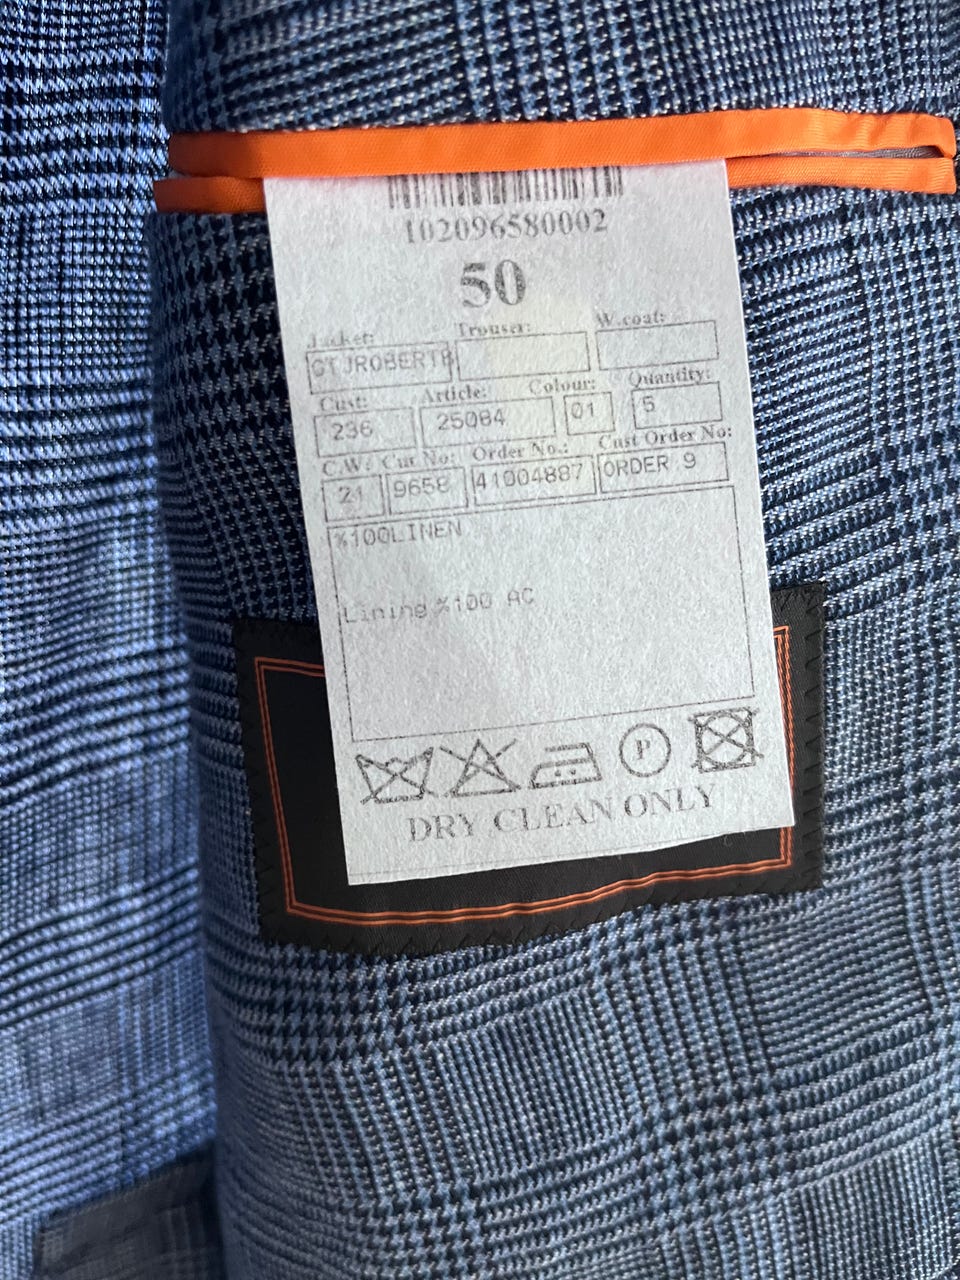 102096580002
50
Jacket: Trouser: W.coat:
GTJROBERTB
Cust: Article: Colour: Quantity:
236 25084 01 5
C.W: Cut No: Order No.: Cust Order No:
21 9658 41004887 ORDER 9
%100LINEN
Lining %100 AC
P
DRY CLEAN ONLY